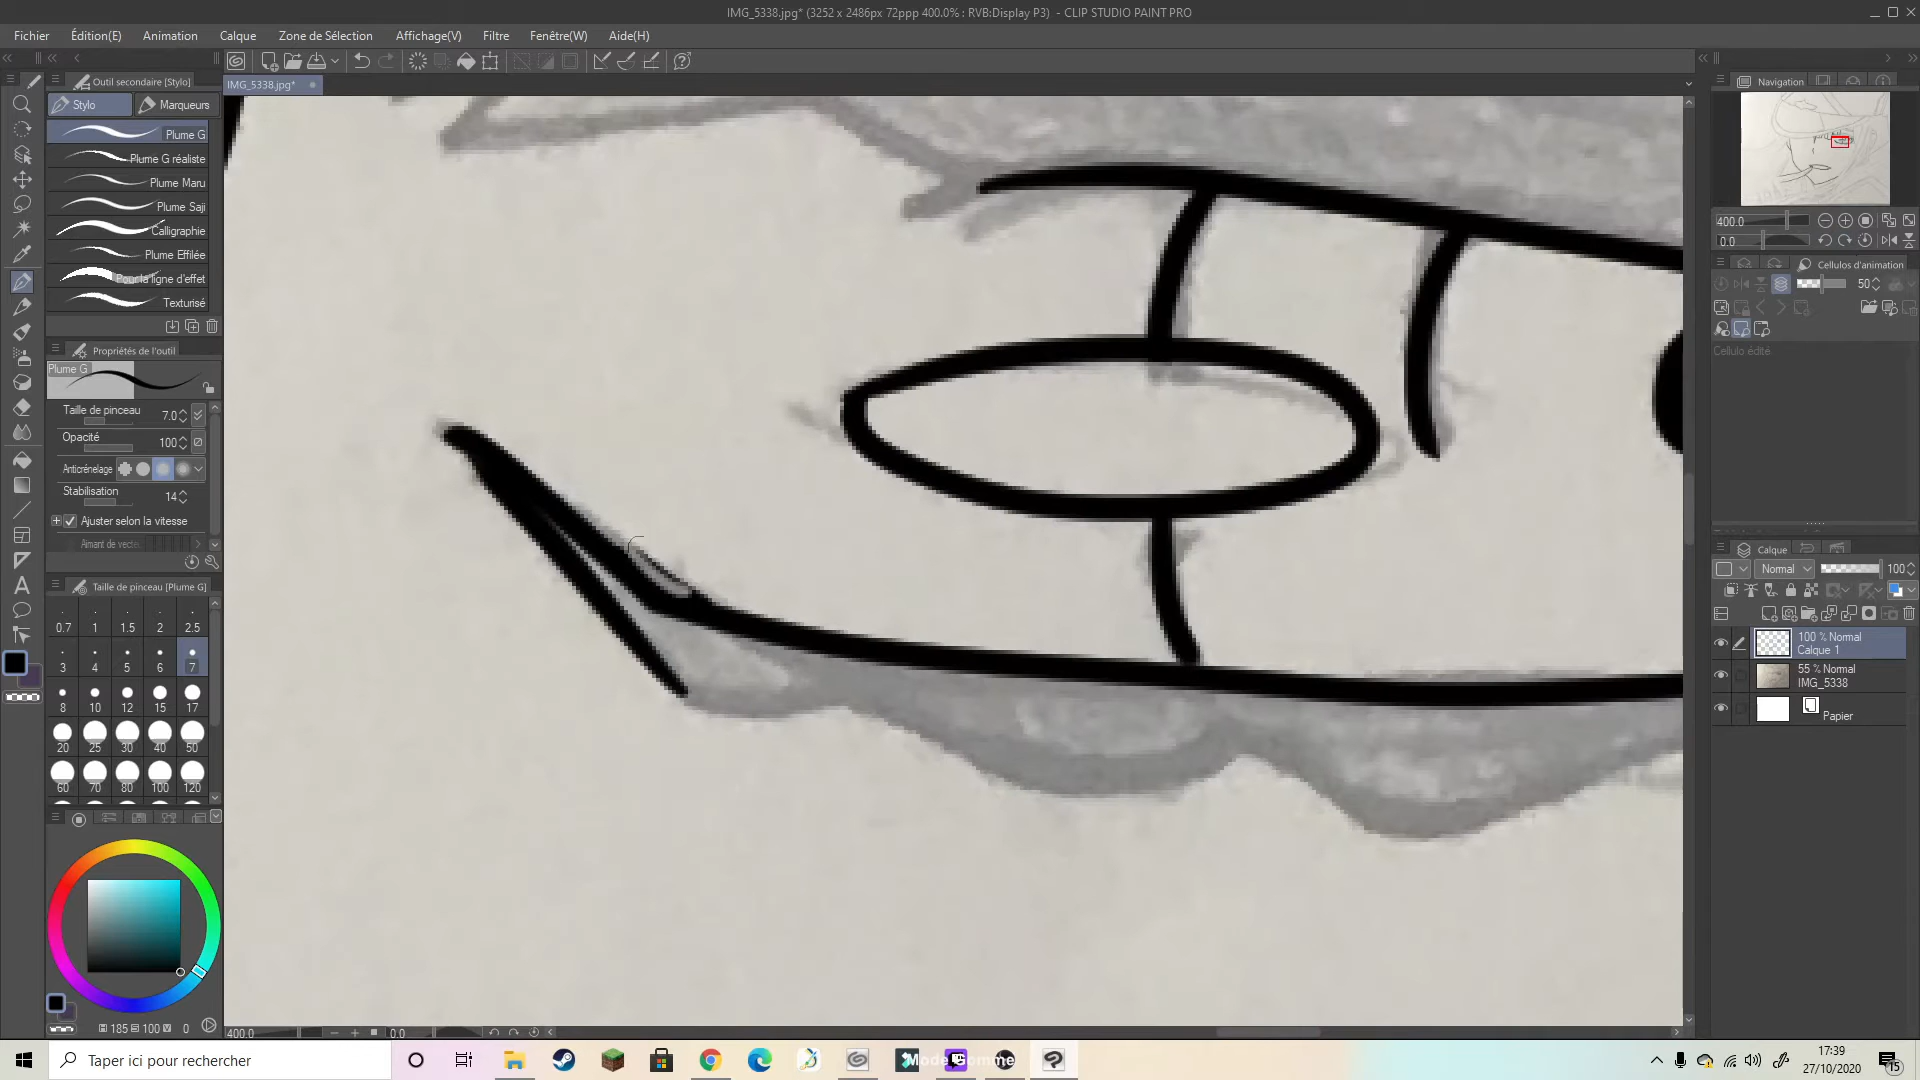 IMG_5338.jpg* (3252 x 2486px 72ppp 400.0% : RVB:Display P3) - CLIP STUDIO PAINT PRO
Fichier Édition(E) Animation Calque Zone de Sélection Affichage(V) Filtre Fenêtre(W) Aide(H)
Outil secondaire [Stylo]
IMG_5338.jpg*
Navigation
Stylo Marqueurs
Plume G
Plume G réaliste
Plume Maru
Plume Saji
Calligraphie
Plume Effilée
Pour la ligne d'effet
Texturisé
400.0
0.0
Cellulos d'animation
50
Cellulo édité
Propriétés de l'outil
Plume G
Taille de pinceau 7.0
Opacité 100
Anticrénelage
Stabilisation 14
Ajuster selon la vitesse
Aimant de vecte
Calque
Normal 100
Taille de pinceau [Plume G]
0.7 1 1.5 2 2.5
3 4 5 6 7
8 10 12 15 17
20 25 30 40 50
60 70 80 100 120
100 % Normal
Calque 1
55 % Normal
IMG_5338
Papier
H 185 S 100 V 0
400.0 0.0
Taper ici pour rechercher
Mode Gomme
17:39
27/10/2020
15